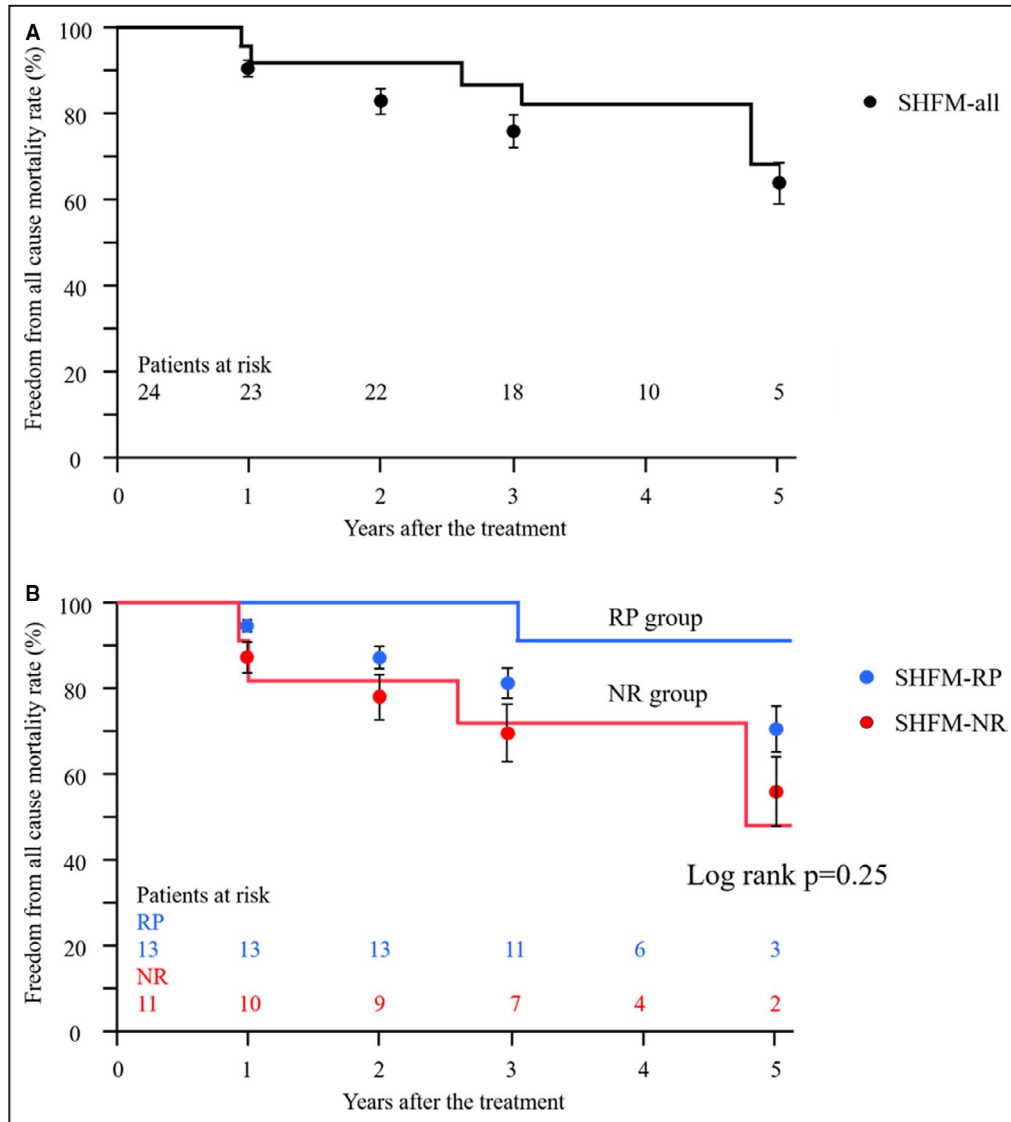 A
Freedom from all cause mortality rate (%)
100
80
60
40
20
0
SHFM-all
Patients at risk
24 23 22 18 10 5
0 1 2 3 4 5
Years after the treatment
B
Freedom from all cause mortality rate (%)
100
80
60
40
20
0
RP group
NR group
SHFM-RP
SHFM-NR
Log rank p=0.25
Patients at risk
RP
13 13 13 11 6 3
NR
11 10 9 7 4 2
0 1 2 3 4 5
Years after the treatment